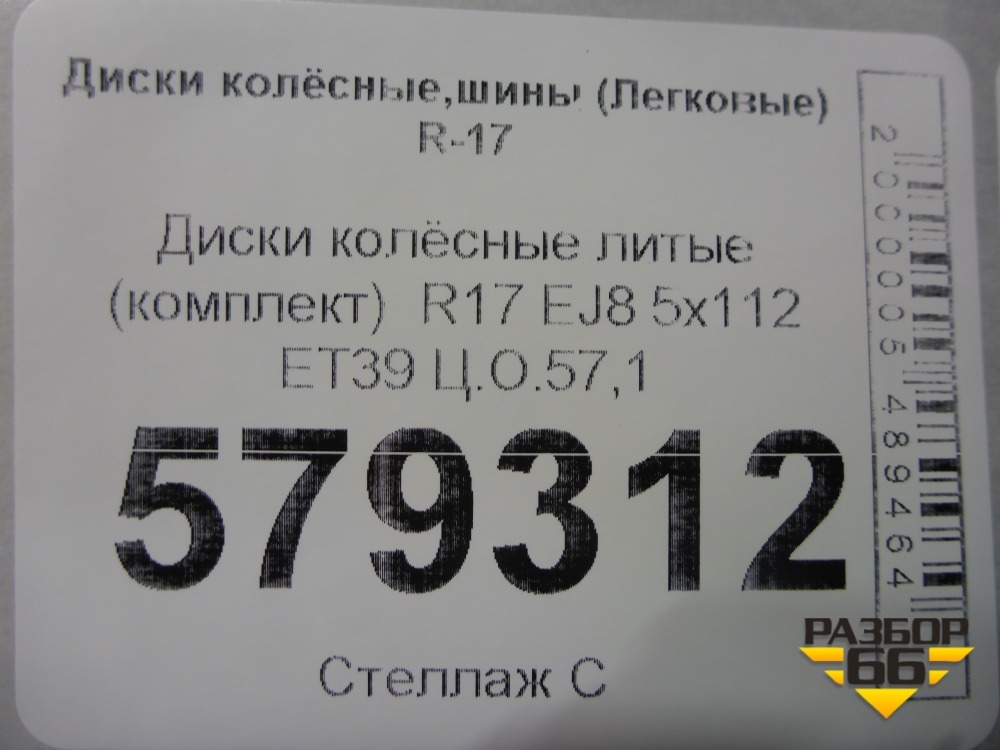 Диски колёсные,шины (Легковые)
R-17
Диски колёсные литые
(комплект) R17 EJ8 5x112
ET39 Ц.О.57,1
579312
Стеллаж С
2000005489464
РАЗБОР
66